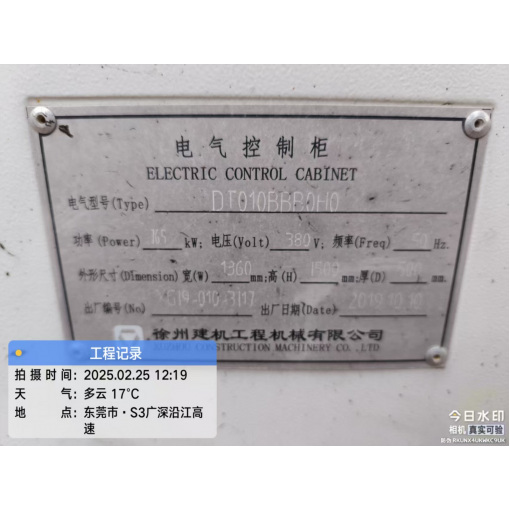 电气控制柜
ELECTRIC CONTROL CABINET
电气型号(Type)
功率(Power) kW; 电压(Volt) 380 V; 频率(Freq) 50 Hz.
外形尺寸(Dimension) 宽(W) 1360 mm; 高(H) mm; 厚(D)
出厂编号(No) 出厂日期(Date)
徐州建机工程机械有限公司
XUZHOU CONSTRUCTION MACHINERY CO.,LTD
工程记录
拍摄时间: 2025.02.25 12:19
天 气: 多云 17℃
地 点: 东莞市·S3广深沿江高
速
今日水印
相机 真实可验